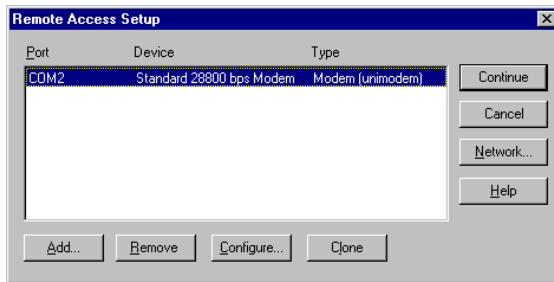 Remote Access Setup
Port Device Type
COM2 Standard 28800 bps Modem Modem (unimodem)
Continue
Cancel
Network...
Help
Add... Remove Configure... Clone